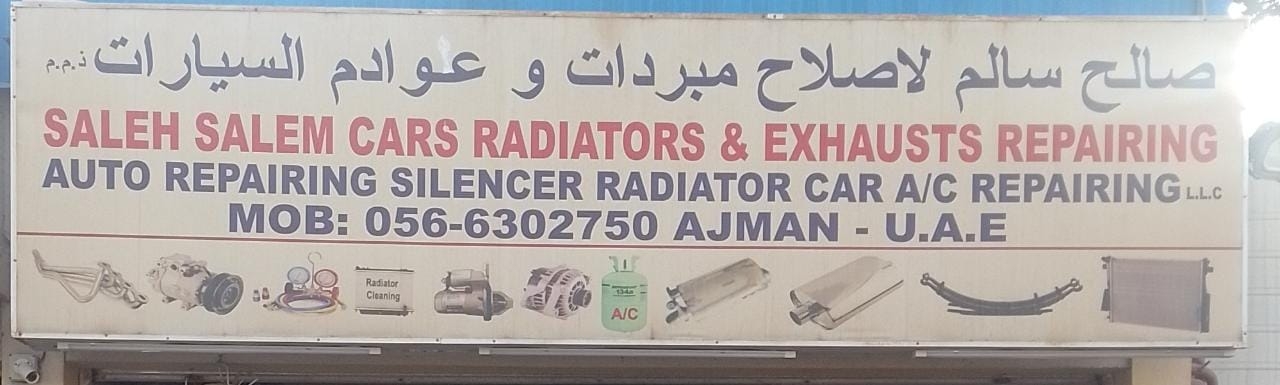 صالح سالم لاصلاح مبردات و عوادم السيارات ذ.م.م
SALEH SALEM CARS RADIATORS & EXHAUSTS REPAIRING
AUTO REPAIRING SILENCER RADIATOR CAR A/C REPAIRING L.L.C
MOB: 056-6302750 AJMAN - U.A.E
Radiator
Cleaning
134a
A/C